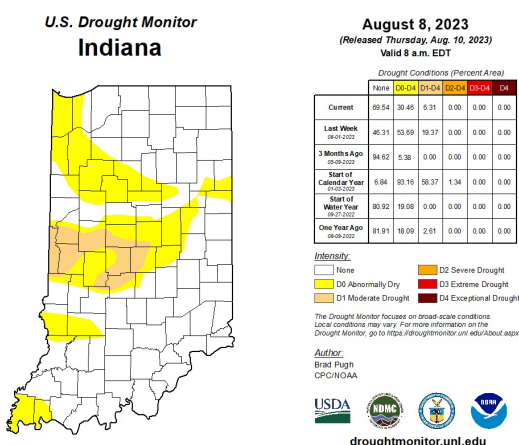 U.S. Drought Monitor
Indiana
August 8, 2023
(Released Thursday, Aug. 10, 2023)
Valid 8 a.m. EDT
Drought Conditions (Percent Area)
None D0-D4 D1-D4 D2-D4 D3-D4 D4
Current 69.54 30.46 6.31 0.00 0.00 0.00
Last Week 08-01-2023 46.31 53.69 19.37 0.00 0.00 0.00
3 Months Ago 05-09-2023 94.62 5.38 0.00 0.00 0.00 0.00
Start of Calendar Year 01-03-2023 6.84 93.16 58.37 1.34 0.00 0.00
Start of Water Year 09-27-2022 80.92 19.08 0.00 0.00 0.00 0.00
One Year Ago 08-09-2022 81.91 18.09 2.61 0.00 0.00 0.00
Intensity:
None
D0 Abnormally Dry
D1 Moderate Drought
D2 Severe Drought
D3 Extreme Drought
D4 Exceptional Drought
The Drought Monitor focuses on broad-scale conditions.
Local conditions may vary. For more information on the
Drought Monitor, go to https://droughtmonitor.unl.edu/About.aspx
Author:
Brad Pugh
CPC/NOAA
USDA
NDMC
NOAA
droughtmonitor.unl.edu